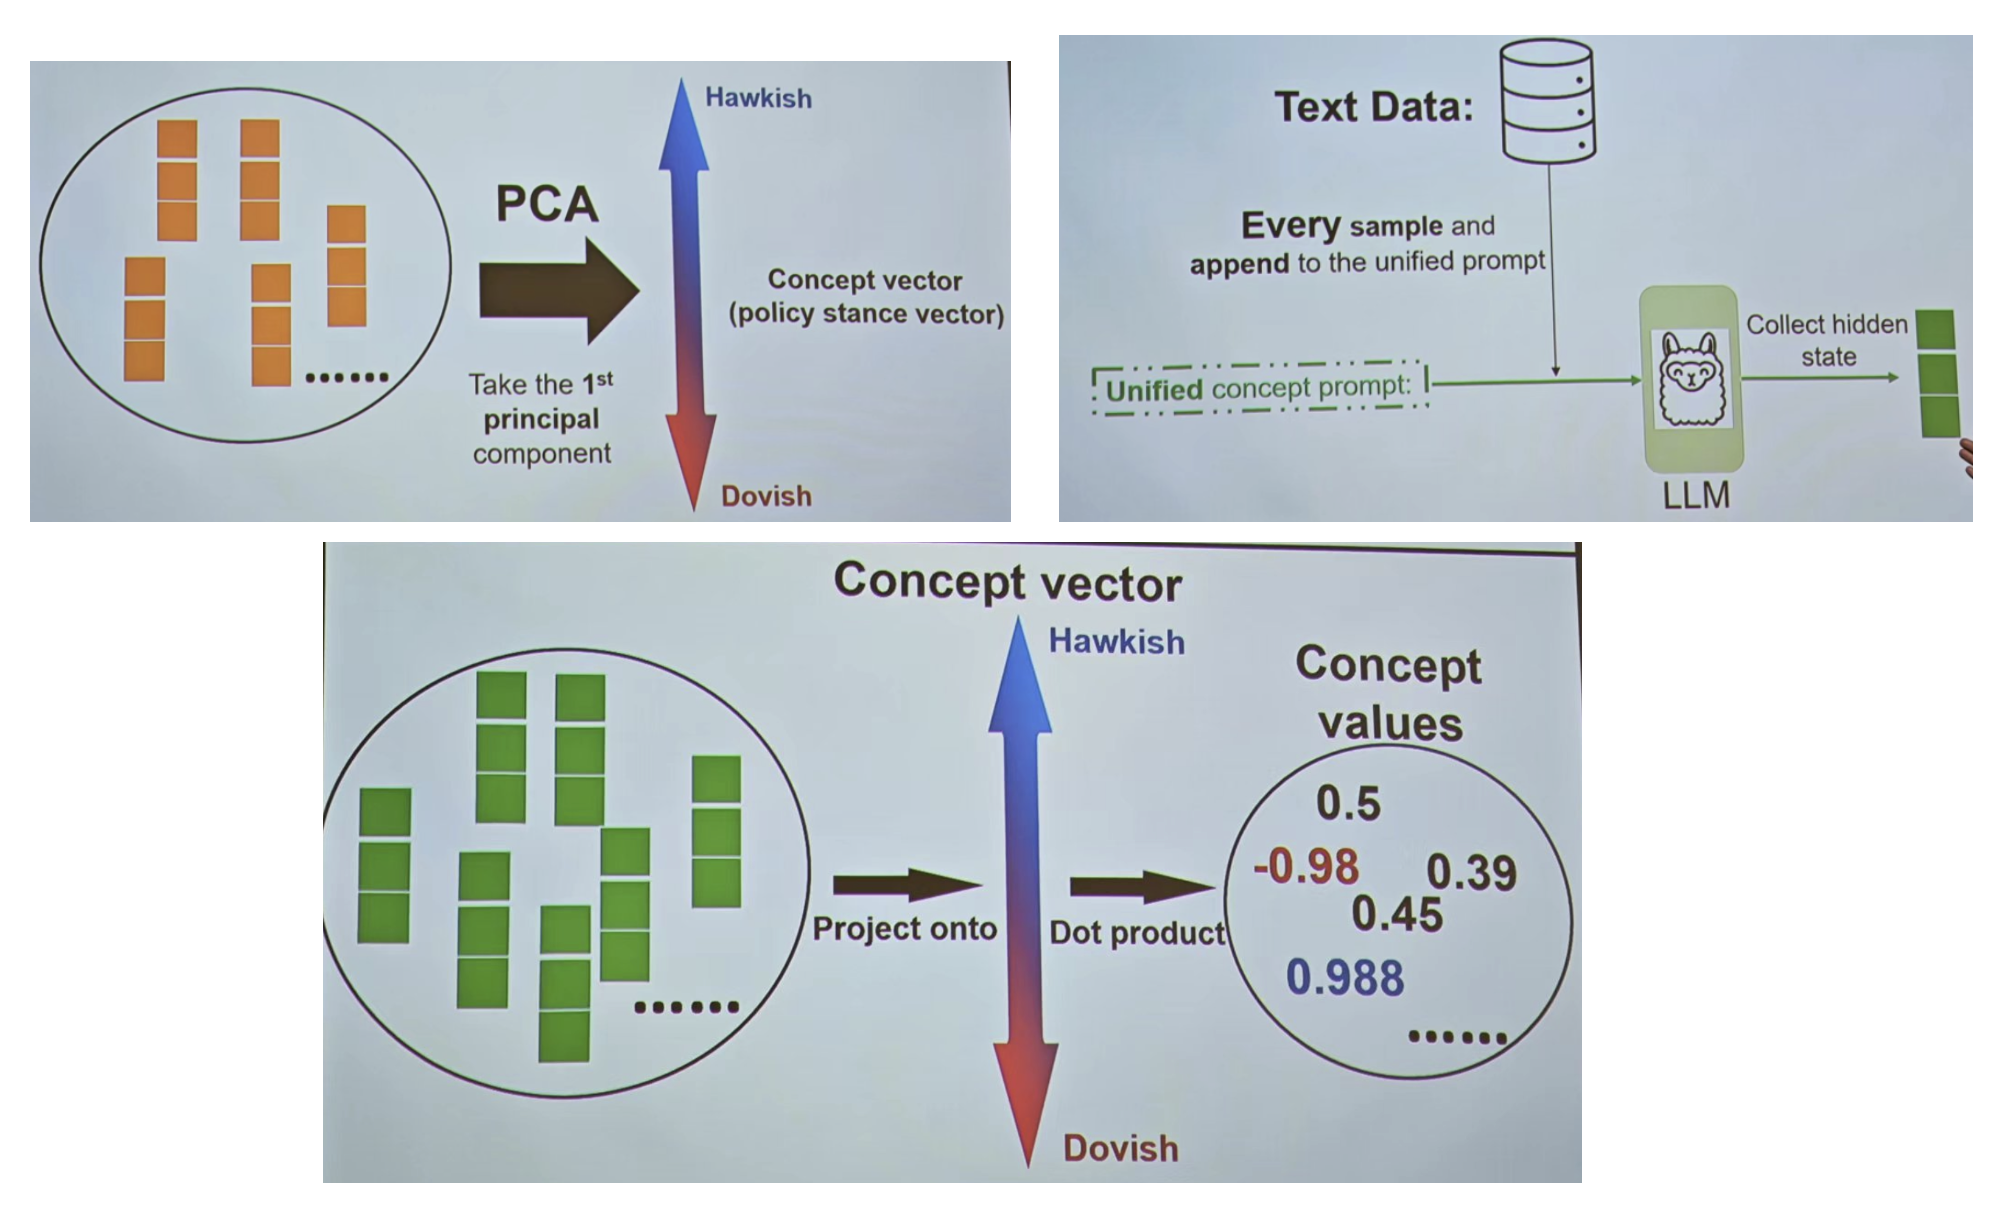 Hawkish
PCA
Concept vector
(policy stance vector)
Take the 1st
principal
component
Dovish
Text Data:
Every sample and
append to the unified prompt
Collect hidden
state
Unified concept prompt:
LLM
Concept vector
Hawkish
Concept
values
0.5
-0.98
0.39
0.45
Project onto
Dot product
0.988
Dovish